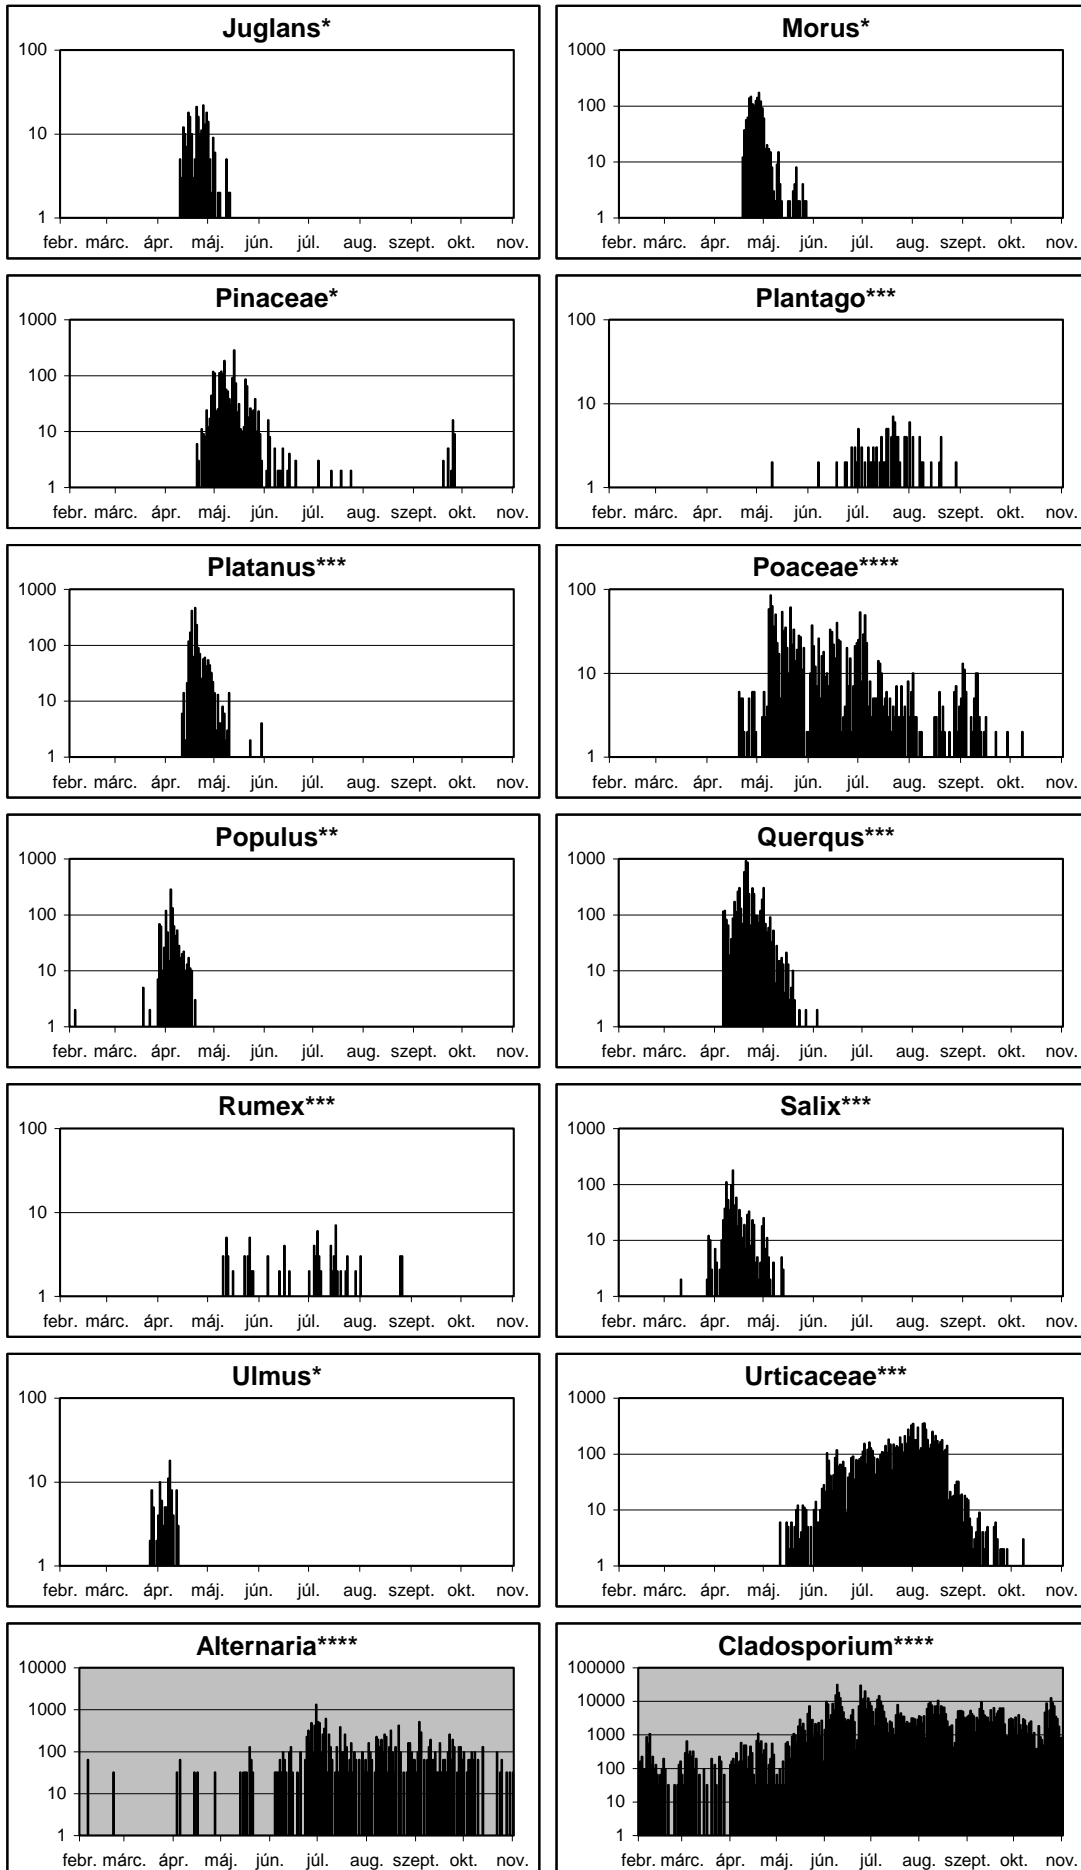 Juglans*
100
10
1
febr. márc. ápr. máj. jún. júl. aug. szept. okt. nov.
Morus*
1000
100
10
1
febr. márc. ápr. máj. jún. júl. aug. szept. okt. nov.
Pinaceae*
1000
100
10
1
febr. márc. ápr. máj. jún. júl. aug. szept. okt. nov.
Plantago***
100
10
1
febr. márc. ápr. máj. jún. júl. aug. szept. okt. nov.
Platanus***
1000
100
10
1
febr. márc. ápr. máj. jún. júl. aug. szept. okt. nov.
Poaceae****
100
10
1
febr. márc. ápr. máj. jún. júl. aug. szept. okt. nov.
Populus**
1000
100
10
1
febr. márc. ápr. máj. jún. júl. aug. szept. okt. nov.
Querqus***
1000
100
10
1
febr. márc. ápr. máj. jún. júl. aug. szept. okt. nov.
Rumex***
100
10
1
febr. márc. ápr. máj. jún. júl. aug. szept. okt. nov.
Salix***
1000
100
10
1
febr. márc. ápr. máj. jún. júl. aug. szept. okt. nov.
Ulmus*
100
10
1
febr. márc. ápr. máj. jún. júl. aug. szept. okt. nov.
Urticaceae***
1000
100
10
1
febr. márc. ápr. máj. jún. júl. aug. szept. okt. nov.
Alternaria****
10000
1000
100
10
1
febr. márc. ápr. máj. jún. júl. aug. szept. okt. nov.
Cladosporium****
100000
10000
1000
100
10
1
febr. márc. ápr. máj. jún. júl. aug. szept. okt. nov.